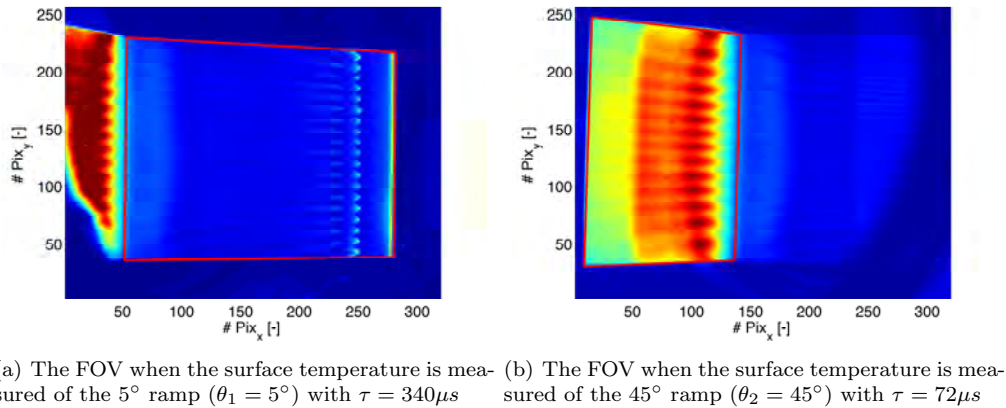 250
200
150
100
50
# Pix_y [-]
50 100 150 200 250 300
# Pix_x [-]
250
200
150
100
50
# Pix_y [-]
50 100 150 200 250 300
# Pix_x [-]
a) The FOV when the surface temperature is mea-
sured of the 5° ramp (θ₁ = 5°) with τ = 340μs
(b) The FOV when the surface temperature is mea-
sured of the 45° ramp (θ₂ = 45°) with τ = 72μs